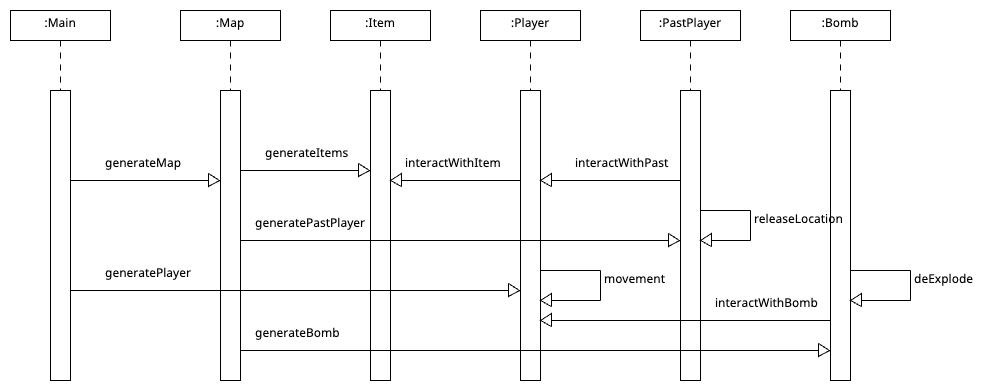 :Main
:Map
:Item
:Player
:PastPlayer
:Bomb
generateMap
generateItems
interactWithItem
interactWithPast
generatePastPlayer
releaseLocation
generatePlayer
movement
deExplode
interactWithBomb
generateBomb